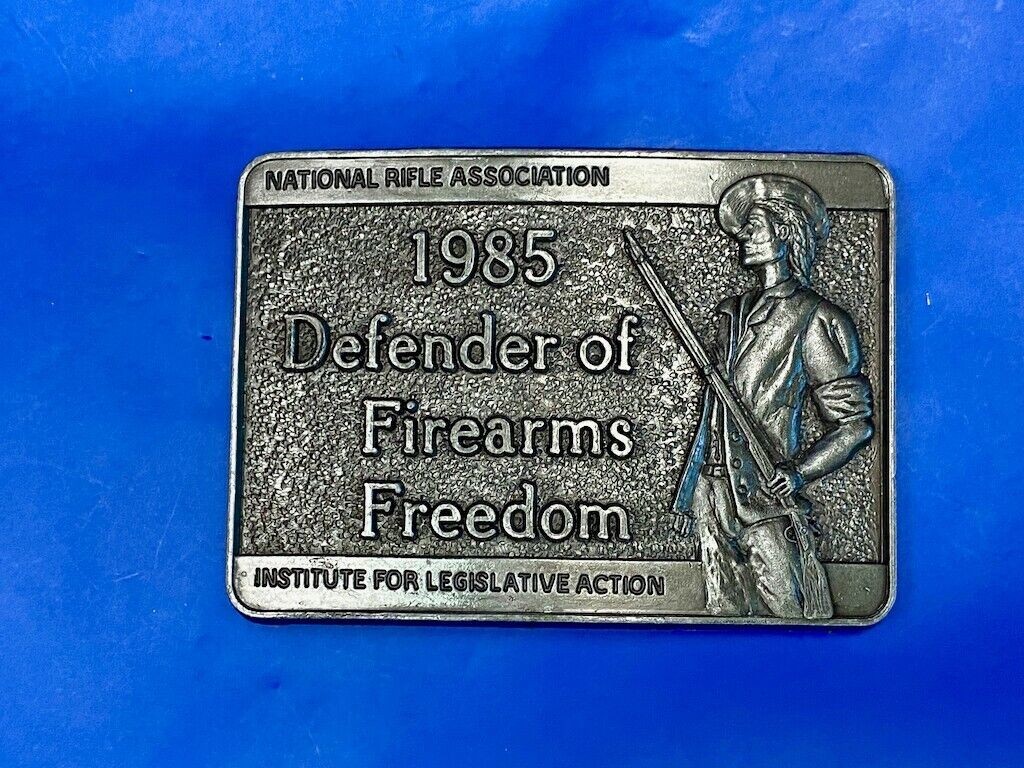 NATIONAL RIFLE ASSOCIATION
1985
Defender of
Firearms
Freedom
INSTITUTE FOR LEGISLATIVE ACTION